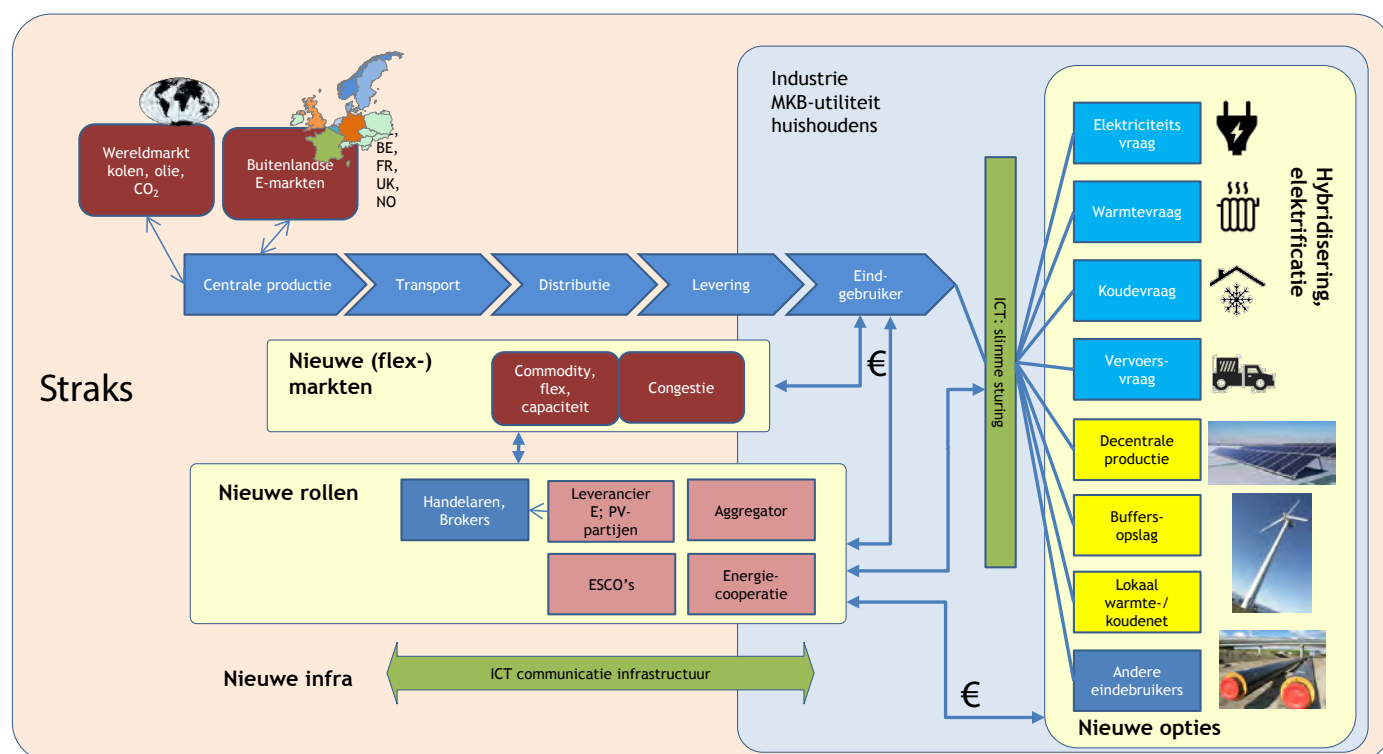 Industrie
MKB-utiliteit
huishoudens
Wereldmarkt
kolen, olie,
CO₂
Buitenlandse
E-markten
BE,
FR,
UK,
NO
Centrale productie
Transport
Distributie
Levering
Eind-
gebruiker
Straks
Nieuwe (flex-)
markten
Commodity,
flex,
capaciteit
Congestie
€
Nieuwe rollen
Handelaren,
Brokers
Leverancier
E; PV-
partijen
Aggregator
ESCO's
Energie-
cooperatie
Nieuwe infra
ICT communicatie infrastructuur
€
ICT: slimme sturing
Elektriciteits
vraag
Warmtevraag
Koudevraag
Vervoers-
vraag
Decentrale
productie
Buffers-
opslag
Lokaal
warmte-/
koudenet
Andere
eindebruikers
Hybridisering,
elektrificatie
Nieuwe opties